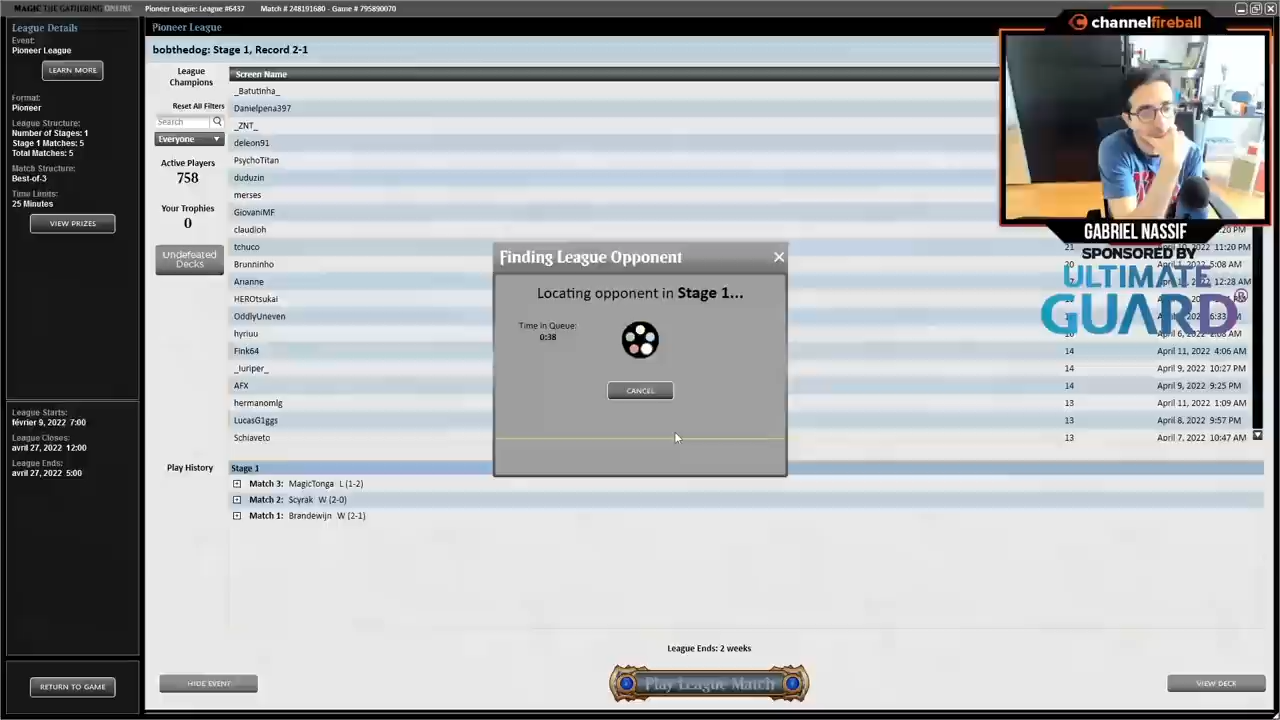 MAGIC THE GATHERING ONLINE
Pioneer League: League #6437
Match # 248191680 - Game # 795890070
League Details
Event:
Pioneer League
LEARN MORE
Format:
Pioneer
League Structure:
Number of Stages: 1
Stage 1 Matches: 5
Total Matches: 5
Match Structure:
Best-of-3
Time Limits:
25 Minutes
VIEW PRIZES
League Starts:
février 9, 2022 7:00
League Closes:
avril 27, 2022 12:00
League Ends:
avril 27, 2022 5:00
RETURN TO GAME
Pioneer League
bobthedog: Stage 1, Record 2-1
League
Champions
Reset All Filters
Search
Everyone
Active Players
758
Your Trophies
0
Undefeated
Decks
Screen Name
_Batutinha_
Danielpena397
_ZNT_
deleon91
PsychoTitan
duduzin
merses
GiovaniMF
claudioh
tchuco
21
11:20 PM
Brunninho
20
5:08 AM
Arianne
12:28 AM
HEROtsukai
OddlyUneven
hyriuu
Fink64
14
April 11, 2022 4:06 AM
_luriper_
14
April 9, 2022 10:27 PM
AFX
14
April 9, 2022 9:25 PM
hermanomlg
13
April 11, 2022 1:09 AM
LucasG1ggs
13
April 8, 2022 9:57 PM
Schiaveto
13
April 7, 2022 10:47 AM
Finding League Opponent
Locating opponent in Stage 1...
Time in Queue:
0:38
CANCEL
Play History
Stage 1
Match 3: MagicTonga L (1-2)
Match 2: Scyrak W (2-0)
Match 1: Brandewijn W (2-1)
League Ends: 2 weeks
HIDE EVENT
Play League Match
VIEW DECK
channelfireball
GABRIEL NASSIF
SPONSORED BY
ULTIMATE
GUARD®